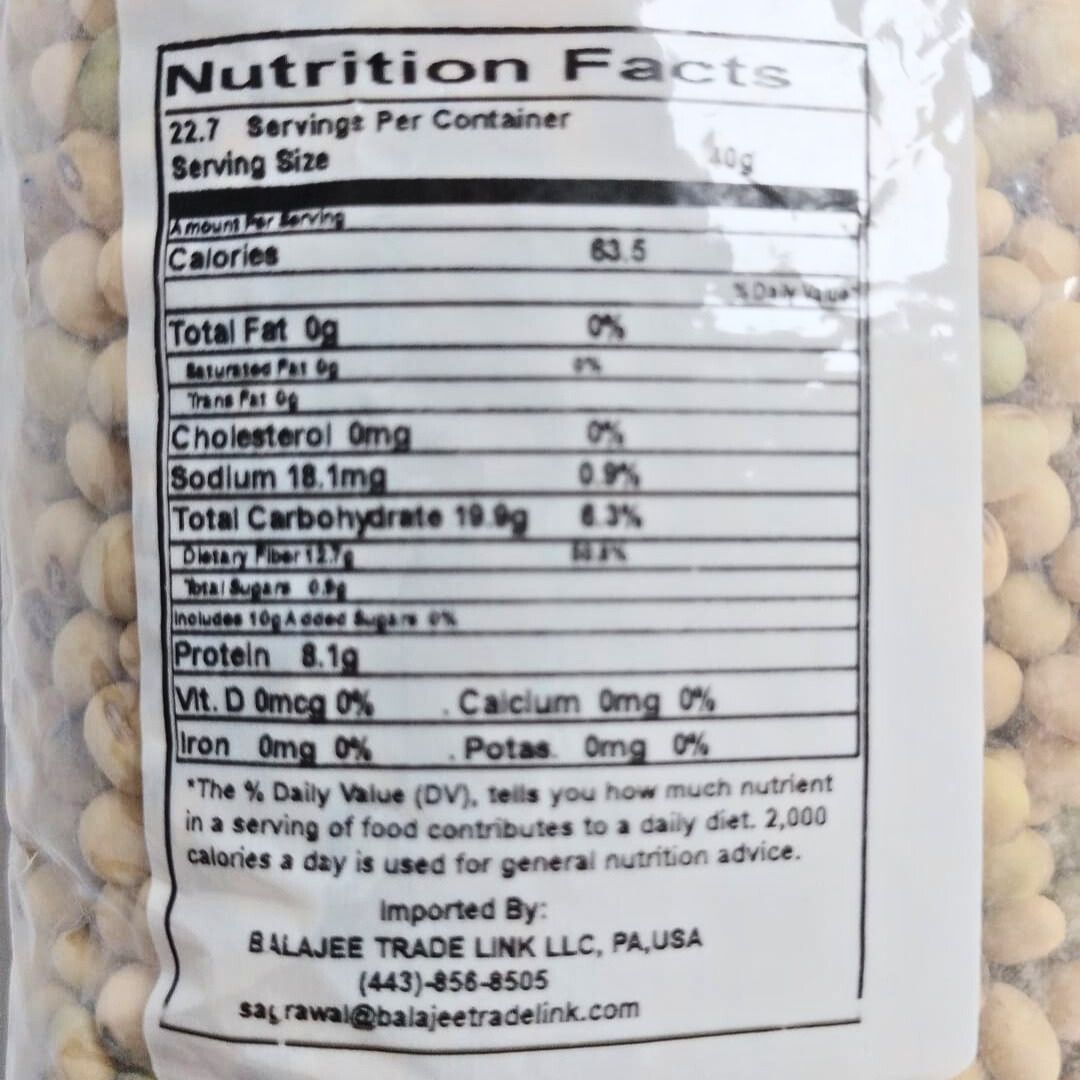 Nutrition Facts
22.7 Servings Per Container
Serving Size 40g
Amount Per Serving
Calories 63.5
% Daily Value*
Total Fat 0g 0%
Saturated Fat 0g 0%
Trans Fat 0g
Cholesterol 0mg 0%
Sodium 18.1mg 0.9%
Total Carbohydrate 19.9g 6.3%
Dietary Fiber 12.7g
Total Sugars
Includes 10g Added Sugars 0%
Protein 8.1g
Vit. D 0mcg 0% . Calcium 0mg 0%
Iron 0mg 0% . Potas. 0mg 0%
*The % Daily Value (DV), tells you how much nutrient
in a serving of food contributes to a daily diet. 2,000
calories a day is used for general nutrition advice.
Imported By:
BALAJEE TRADE LINK LLC, PA,USA
(443)-856-8505